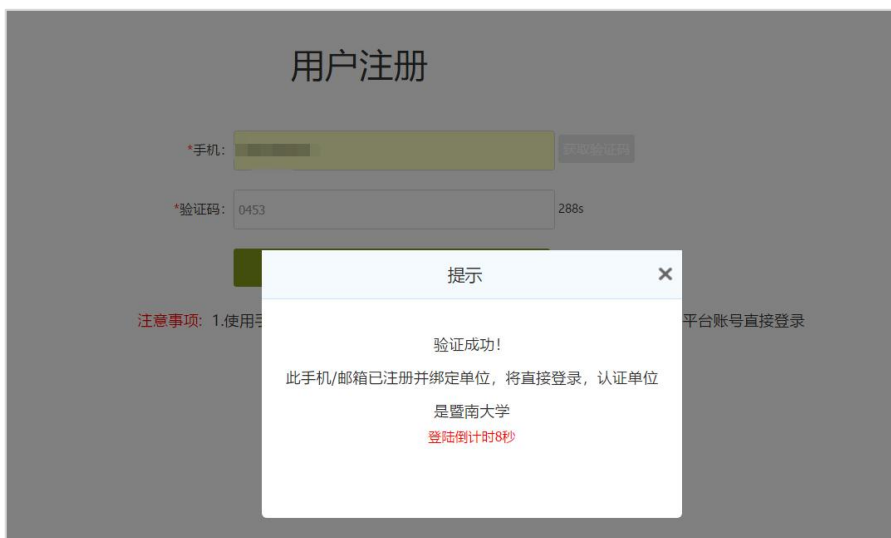 用户注册
*手机：
获取验证码
*验证码： 0453 288s
提示
验证成功！
此手机/邮箱已注册并绑定单位，将直接登录，认证单位
是暨南大学
登陆倒计时8秒
注意事项: 1.使用手 平台账号直接登录